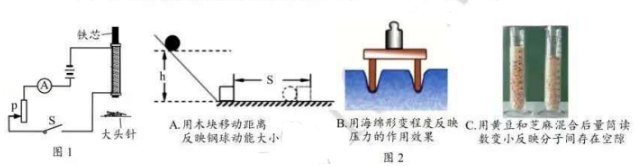 铁芯
A
P
S
大头针
图1
h
S
A.用木块移动距离
反映钢球动能大小
B.用海绵形变程度反映
压力的作用效果
C.用黄豆和芝麻混合后量筒读
数变小反映分子间存在空隙
图2